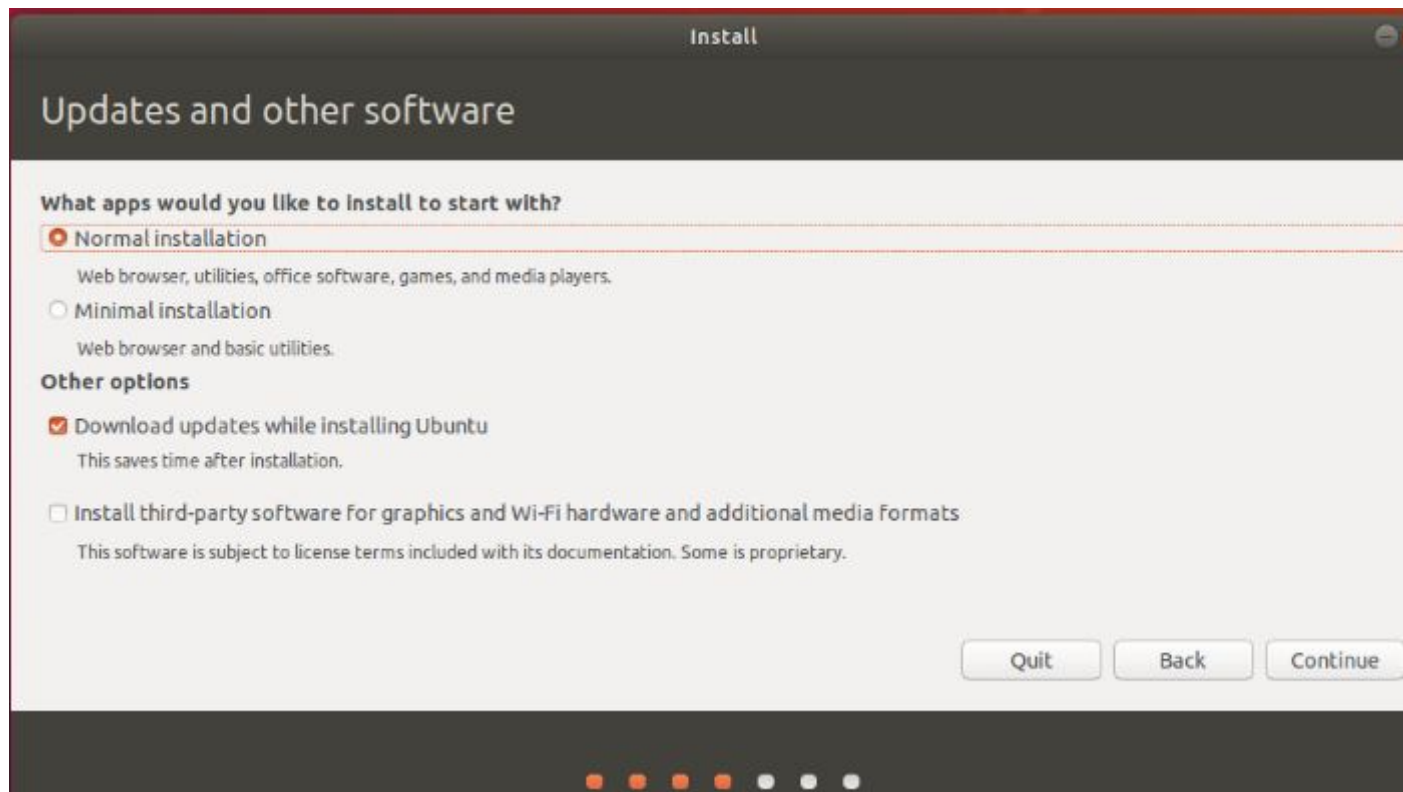 Install
Updates and other software
What apps would you like to install to start with?
Normal installation
Web browser, utilities, office software, games, and media players.
Minimal installation
Web browser and basic utilities.
Other options
Download updates while installing Ubuntu
This saves time after installation.
Install third-party software for graphics and Wi-Fi hardware and additional media formats
This software is subject to license terms included with its documentation. Some is proprietary.
Quit Back Continue